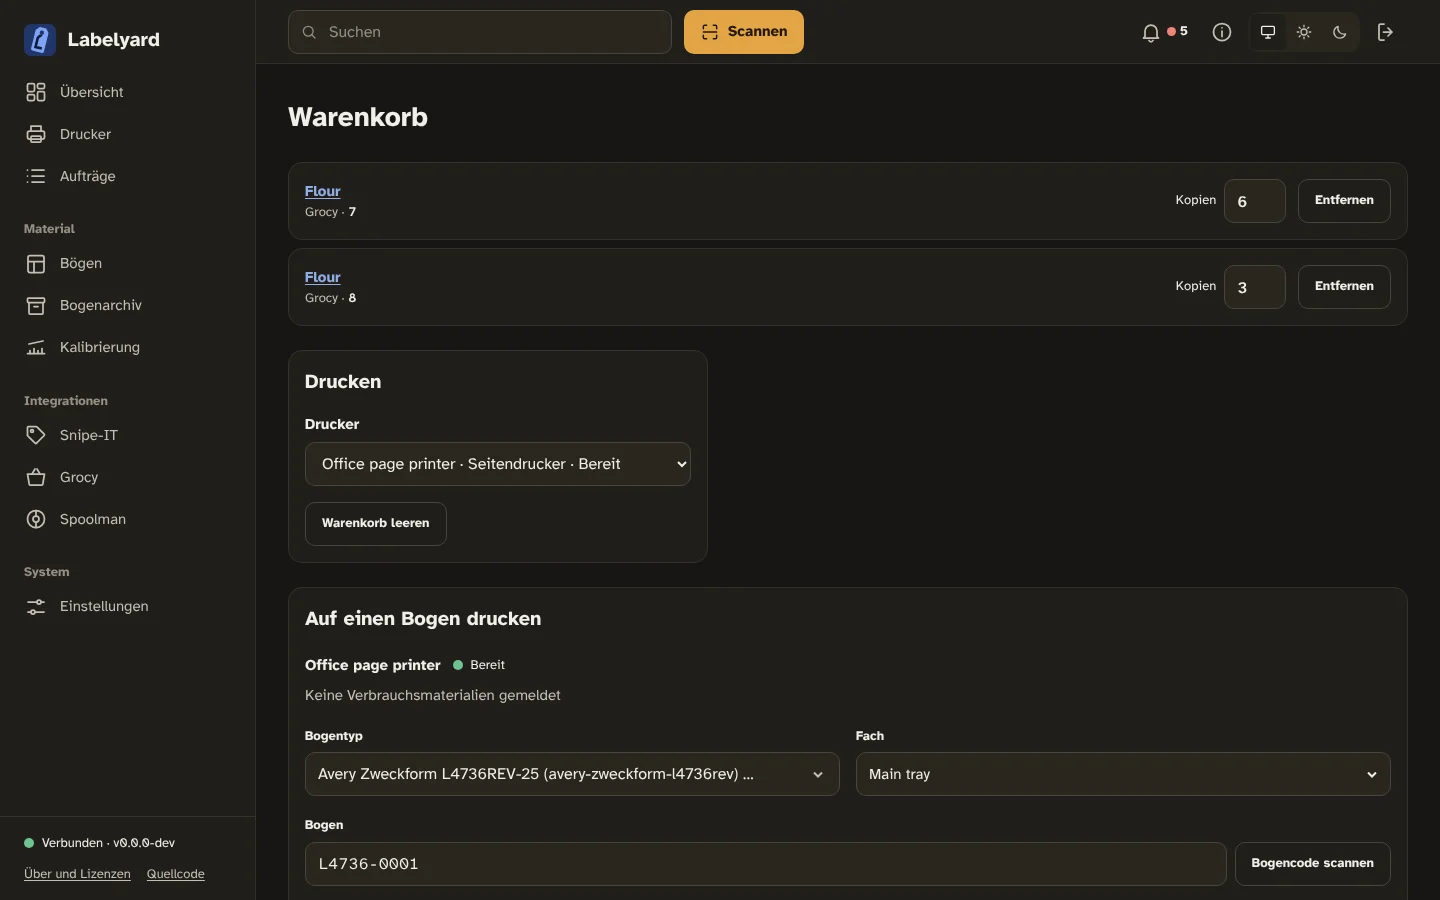 Labelyard
Suchen
Scannen
5
Übersicht
Drucker
Aufträge
Material
Bögen
Bogenarchiv
Kalibrierung
Integrationen
Snipe-IT
Grocy
Spoolman
System
Einstellungen
Verbunden · v0.0.0-dev
Über und Lizenzen
Quellcode
Warenkorb
Flour
Grocy · 7
Kopien
6
Entfernen
Flour
Grocy · 8
Kopien
3
Entfernen
Drucken
Drucker
Office page printer · Seitendrucker · Bereit
Warenkorb leeren
Auf einen Bogen drucken
Office page printer
Bereit
Keine Verbrauchsmaterialien gemeldet
Bogentyp
Fach
Avery Zweckform L4736REV-25 (avery-zweckform-l4736rev) ...
Main tray
Bogen
L4736-0001
Bogencode scannen